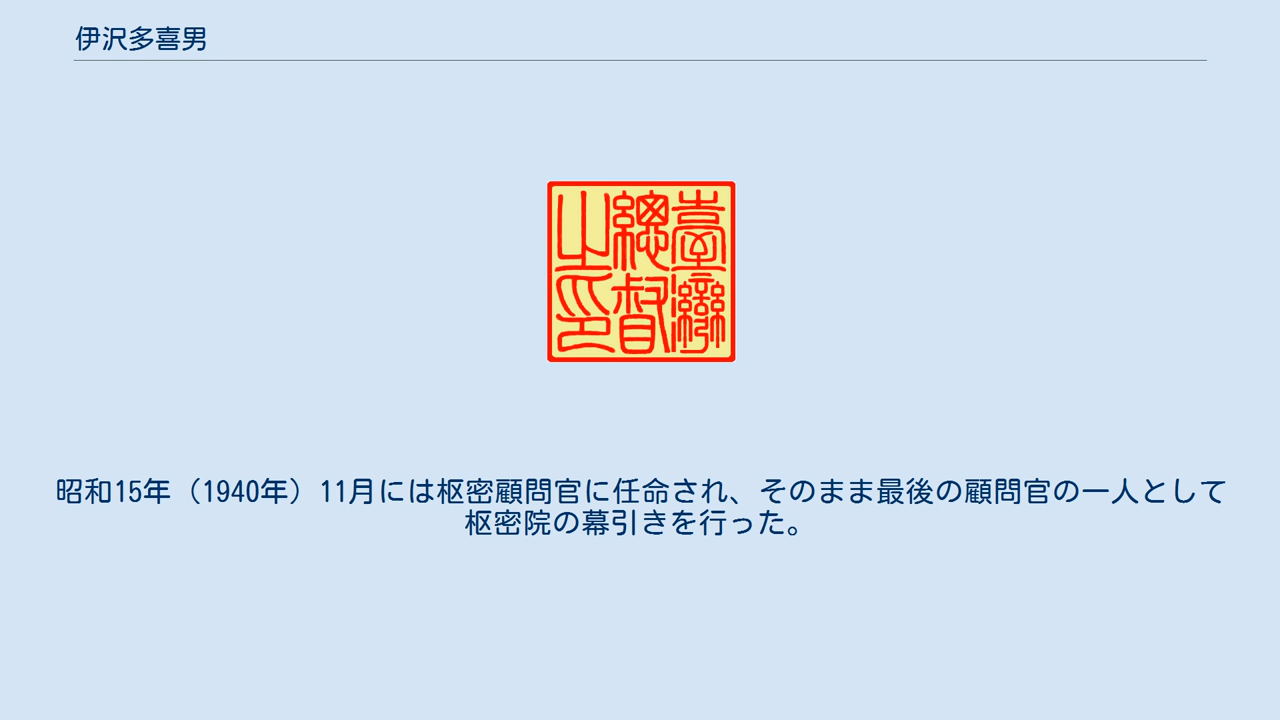 伊沢多喜男
臺灣
總督
之印
昭和15年（1940年）11月には枢密顧問官に任命され、そのまま最後の顧問官の一人として
枢密院の幕引きを行った。